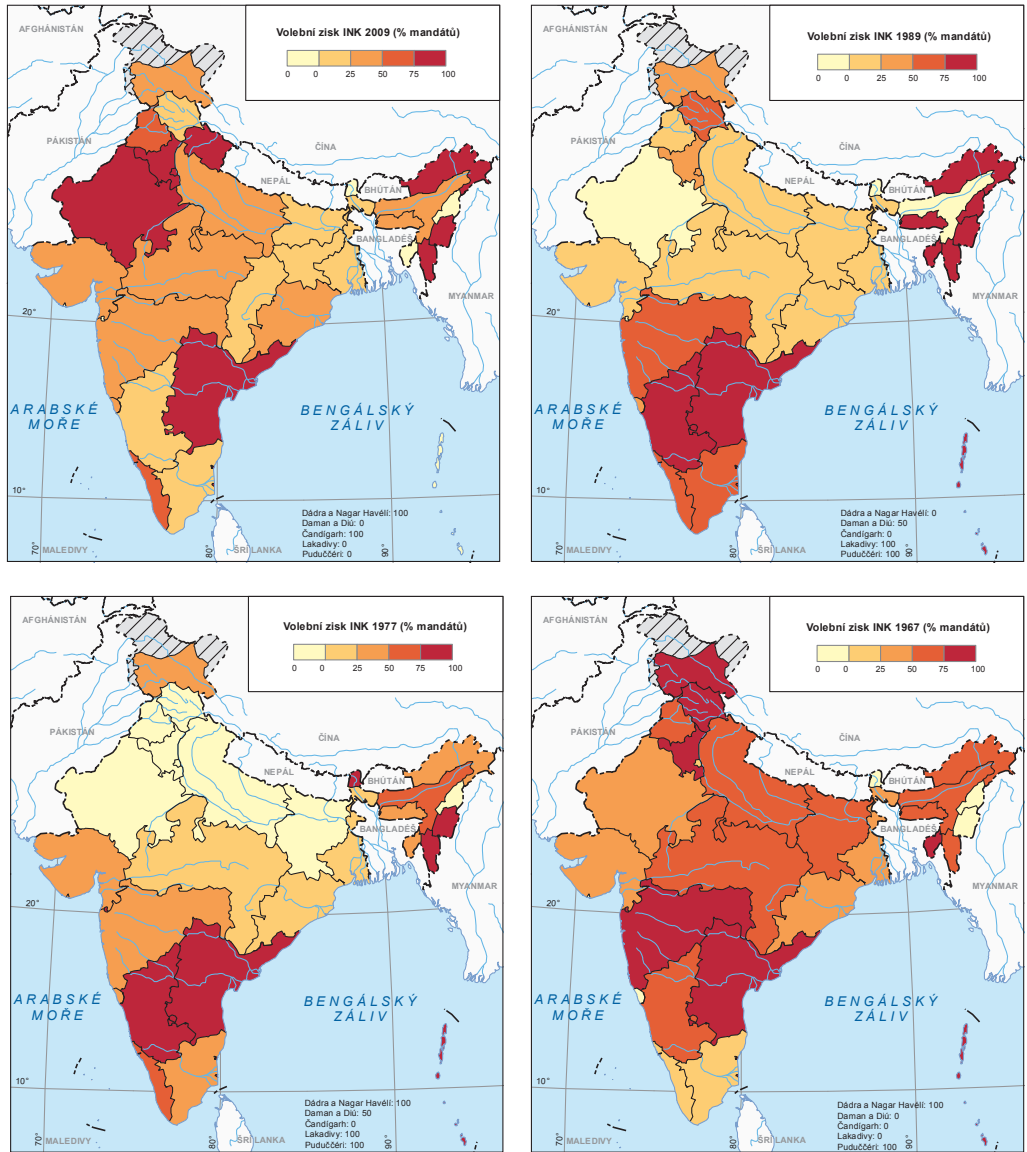 Volební zisk INK 2009 (% mandátů)
0 0 25 50 75 100
AFGHÁNISTÁN
PÁKISTÁN
ČÍNA
NEPÁL
BHÚTÁN
BANGLADÉŠ
MYANMAR
20°
ARABSKÉ
MOŘE
BENGÁLSKÝ
ZÁLIV
10°
Dádra a Nagar Havélí: 100
Daman a Diú: 0
Čandígarh: 100
Lakadivy: 0
Puduččéri: 0
70°
MALEDIVY
80°
ŠRÍ LANKA
90°
Volební zisk INK 1989 (% mandátů)
0 0 25 50 75 100
AFGHÁNISTÁN
PÁKISTÁN
ČÍNA
NEPÁL
BHÚTÁN
BANGLADÉŠ
MYANMAR
20°
ARABSKÉ
MOŘE
BENGÁLSKÝ
ZÁLIV
10°
Dádra a Nagar Havélí: 0
Daman a Diú: 50
Čandígarh: 0
Lakadivy: 100
Puduččéri: 100
70°
MALEDIVY
80°
ŠRÍ LANKA
90°
Volební zisk INK 1977 (% mandátů)
0 0 25 50 75 100
AFGHÁNISTÁN
PÁKISTÁN
ČÍNA
NEPÁL
BHÚTÁN
BANGLADÉŠ
MYANMAR
20°
ARABSKÉ
MOŘE
BENGÁLSKÝ
ZÁLIV
10°
Dádra a Nagar Havélí: 100
Daman a Diú: 50
Čandígarh: 0
Lakadivy: 100
Puduččéri: 100
70°
MALEDIVY
80°
ŠRÍ LANKA
90°
Volební zisk INK 1967 (% mandátů)
0 0 25 50 75 100
AFGHÁNISTÁN
PÁKISTÁN
ČÍNA
NEPÁL
BHÚTÁN
BANGLADÉŠ
MYANMAR
20°
ARABSKÉ
MOŘE
BENGÁLSKÝ
ZÁLIV
10°
Dádra a Nagar Havélí: 100
Daman a Diú: 0
Čandígarh: 0
Lakadivy: 0
Puduččéri: 100
70°
MALEDIVY
80°
ŠRÍ LANKA
90°